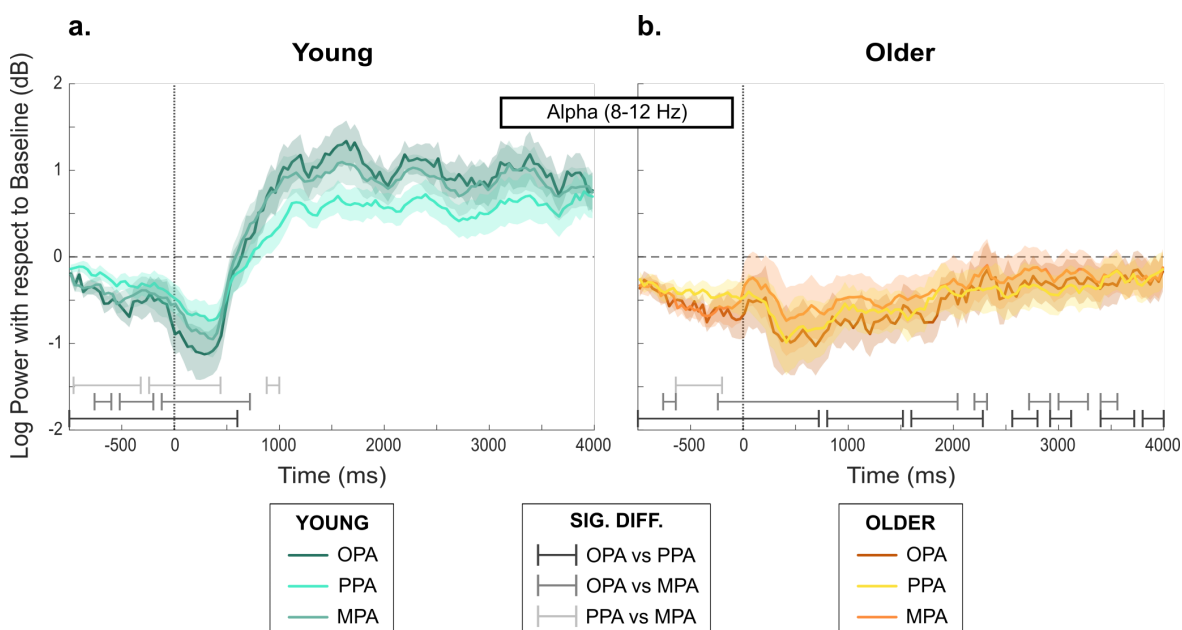 a.
Young
b.
Older
Alpha (8-12 Hz)
Log Power with respect to Baseline (dB)
2
1
0
-1
-2
-500
0
1000
2000
3000
4000
Time (ms)
-500
0
1000
2000
3000
4000
Time (ms)
YOUNG
OPA
PPA
MPA
SIG. DIFF.
OPA vs PPA
OPA vs MPA
PPA vs MPA
OLDER
OPA
PPA
MPA